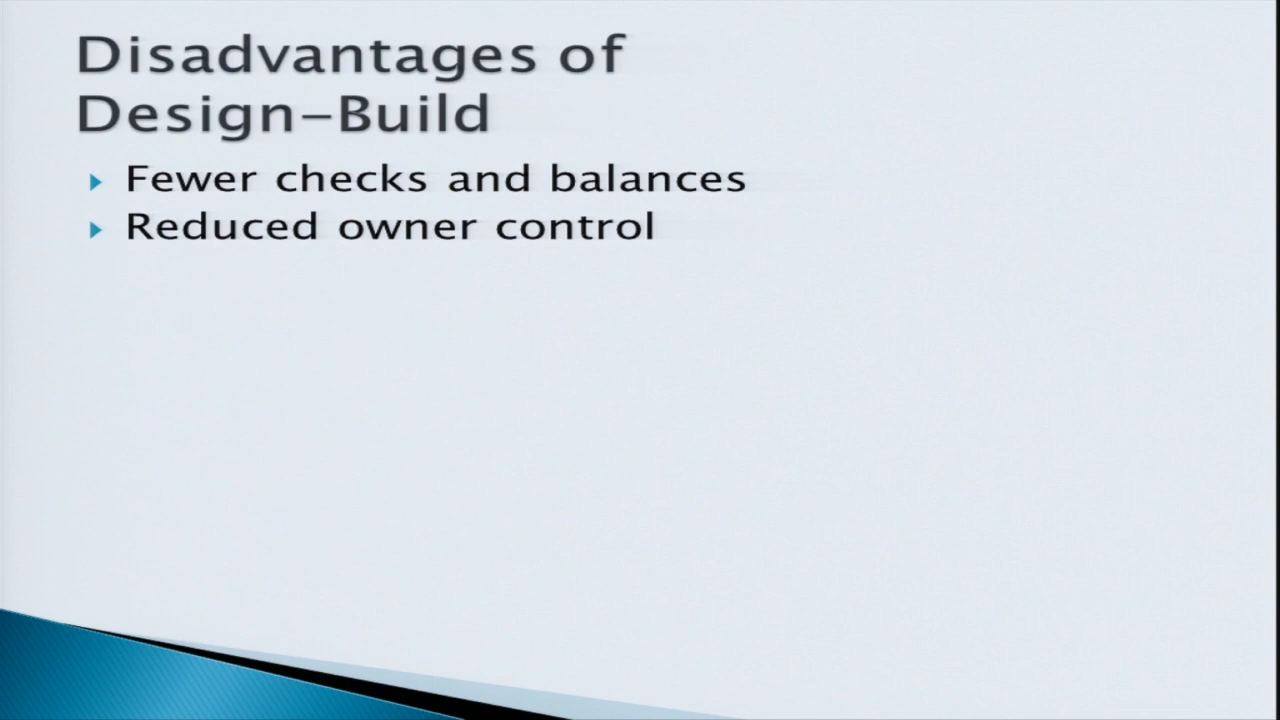 Disadvantages of
Design-Build
Fewer checks and balances
Reduced owner control